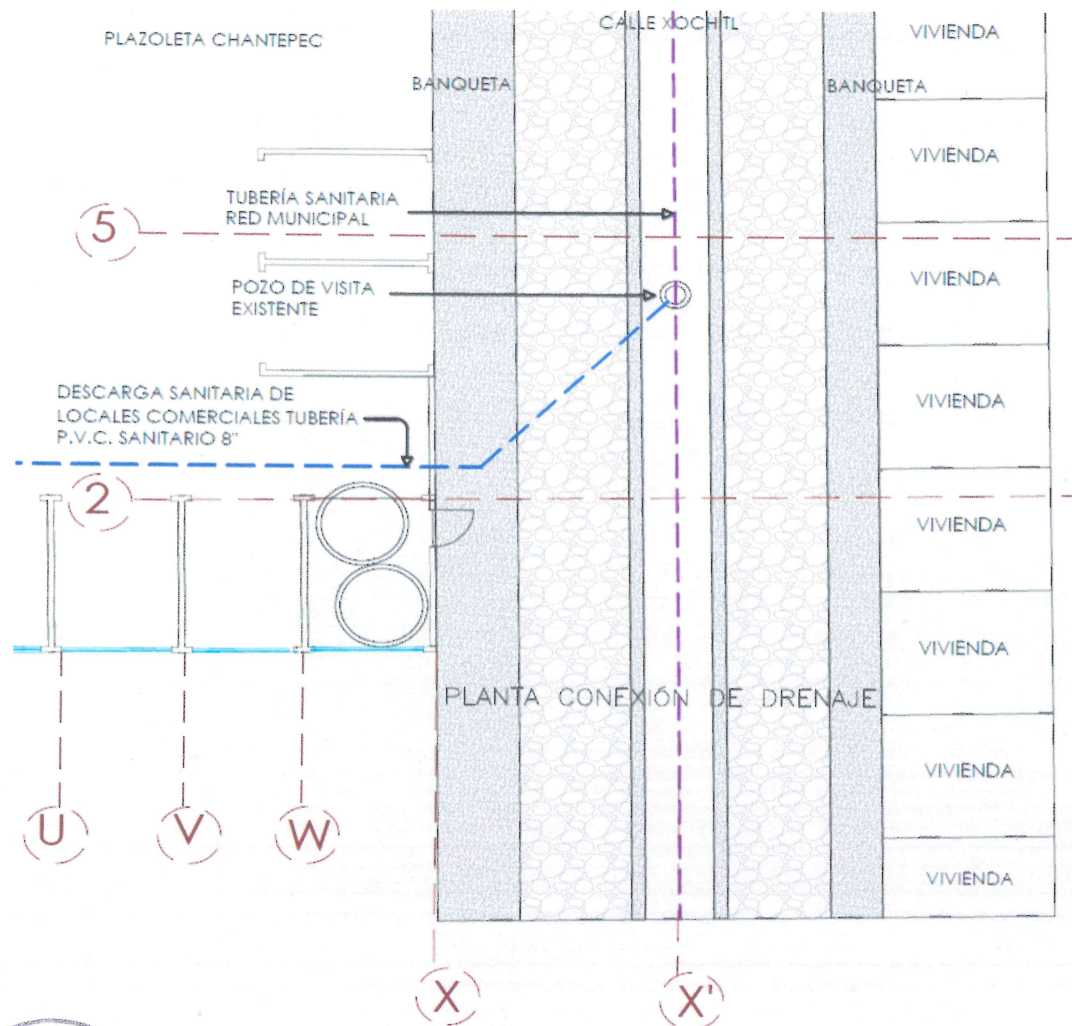 CALLE XOCHITL
PLAZOLETA CHANTEPEC
BANQUETA
BANQUETA
VIVIENDA
VIVIENDA
TUBERÍA SANITARIA
RED MUNICIPAL
5
VIVIENDA
POZO DE VISITA
EXISTENTE
DESCARGA SANITARIA DE
LOCALES COMERCIALES TUBERÍA
P.V.C. SANITARIO 8"
VIVIENDA
2
VIVIENDA
VIVIENDA
PLANTA CONEXIÓN DE DRENAJE
VIVIENDA
U
V
W
VIVIENDA
X
X'